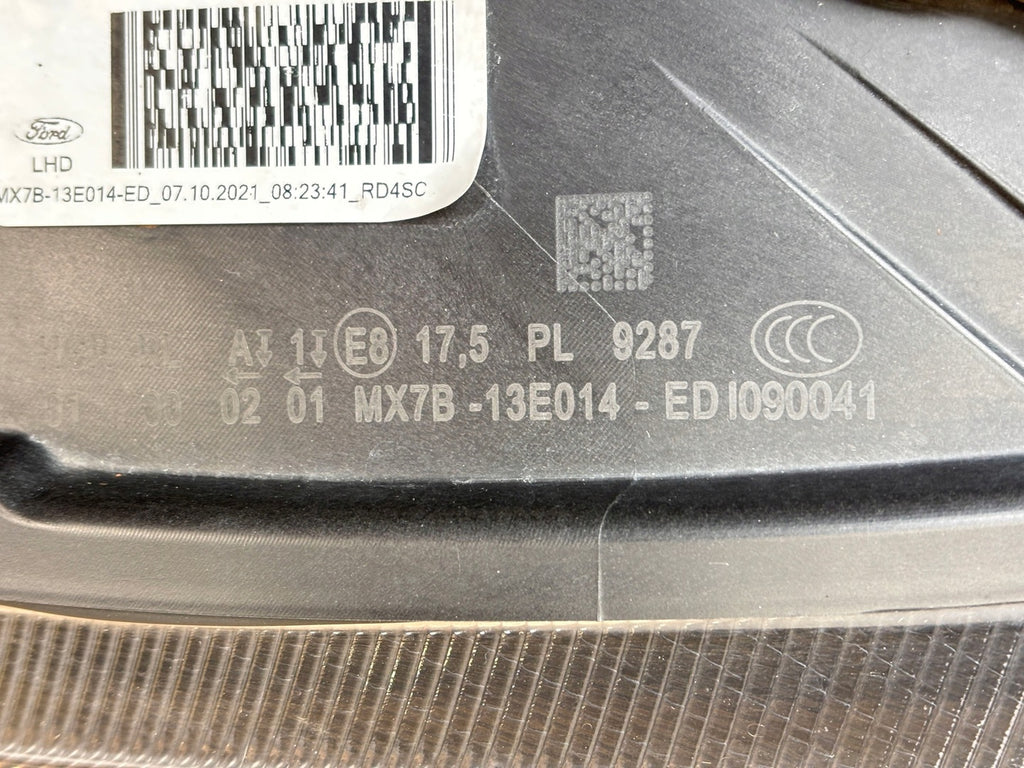 Ford
LHD
MX7B-13E014-ED_07.10.2021_08:23:41_RD4SC
A 1 E8 17,5 PL 9287 CCC
02 01 MX7B -13E014 - ED I090041